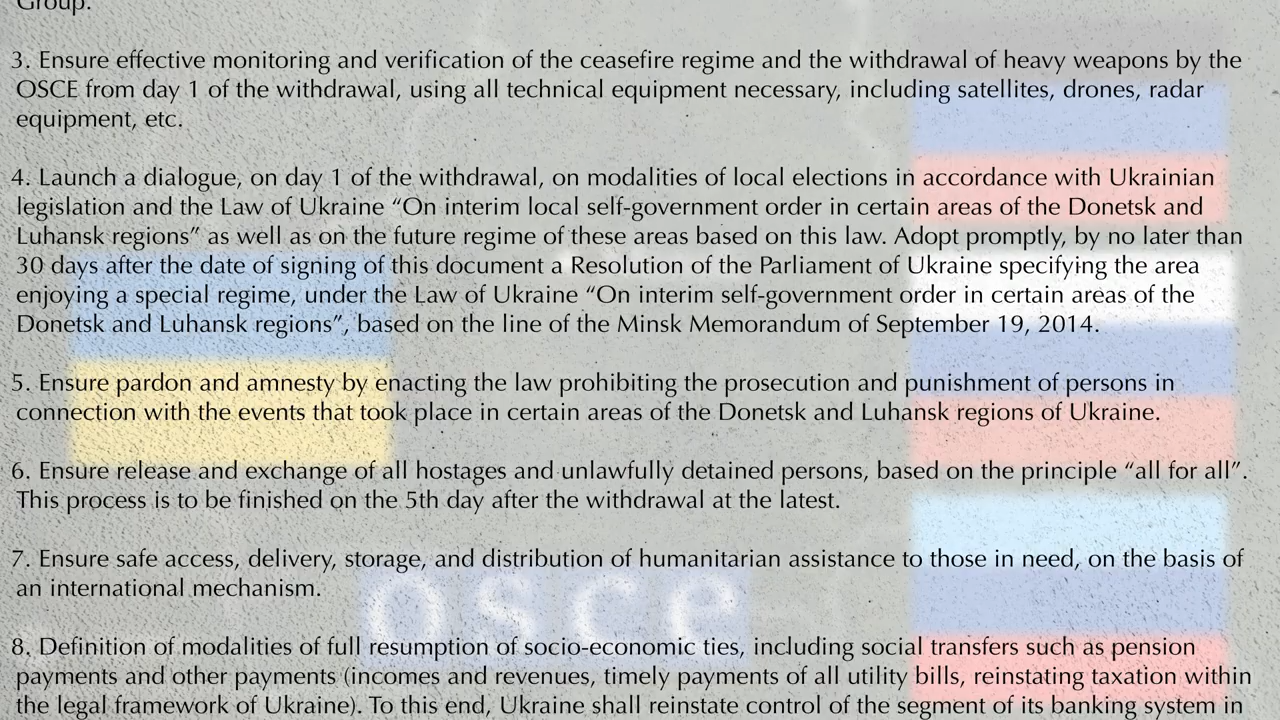 Group.
3. Ensure effective monitoring and verification of the ceasefire regime and the withdrawal of heavy weapons by the
OSCE from day 1 of the withdrawal, using all technical equipment necessary, including satellites, drones, radar
equipment, etc.
4. Launch a dialogue, on day 1 of the withdrawal, on modalities of local elections in accordance with Ukrainian
legislation and the Law of Ukraine “On interim local self-government order in certain areas of the Donetsk and
Luhansk regions” as well as on the future regime of these areas based on this law. Adopt promptly, by no later than
30 days after the date of signing of this document a Resolution of the Parliament of Ukraine specifying the area
enjoying a special regime, under the Law of Ukraine “On interim self-government order in certain areas of the
Donetsk and Luhansk regions”, based on the line of the Minsk Memorandum of September 19, 2014.
5. Ensure pardon and amnesty by enacting the law prohibiting the prosecution and punishment of persons in
connection with the events that took place in certain areas of the Donetsk and Luhansk regions of Ukraine.
6. Ensure release and exchange of all hostages and unlawfully detained persons, based on the principle “all for all”.
This process is to be finished on the 5th day after the withdrawal at the latest.
7. Ensure safe access, delivery, storage, and distribution of humanitarian assistance to those in need, on the basis of
an international mechanism.
osce
8. Definition of modalities of full resumption of socio-economic ties, including social transfers such as pension
payments and other payments (incomes and revenues, timely payments of all utility bills, reinstating taxation within
the legal framework of Ukraine). To this end, Ukraine shall reinstate control of the segment of its banking system in